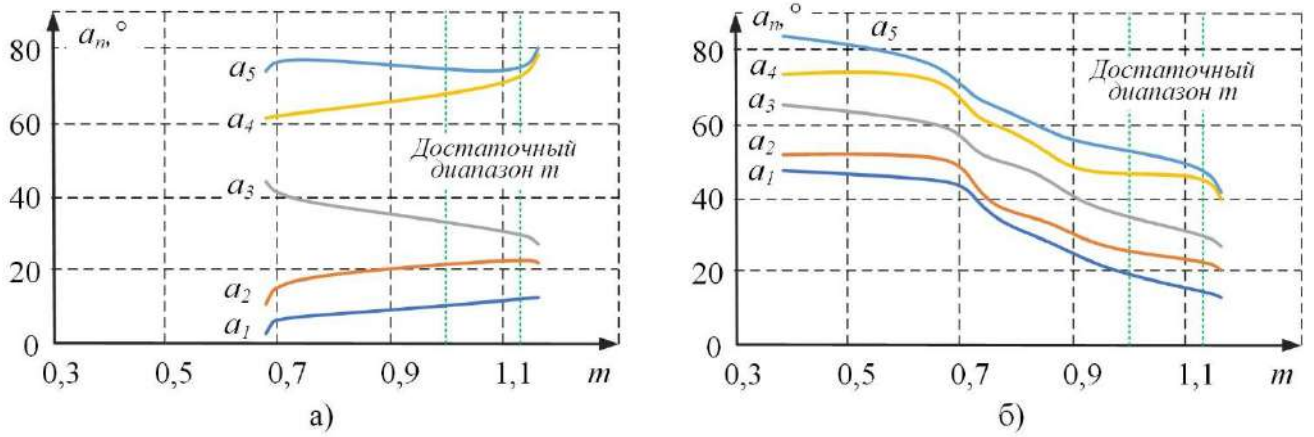 aₙ, °
80
60
40
20
0
a₅
a₄
a₃
a₂
a₁
Достаточный
диапазон m
0,3 0,5 0,7 0,9 1,1 m
а)
aₙ, °
80
60
40
20
0
a₅
a₄
a₃
a₂
a₁
Достаточный
диапазон m
0,3 0,5 0,7 0,9 1,1 m
б)